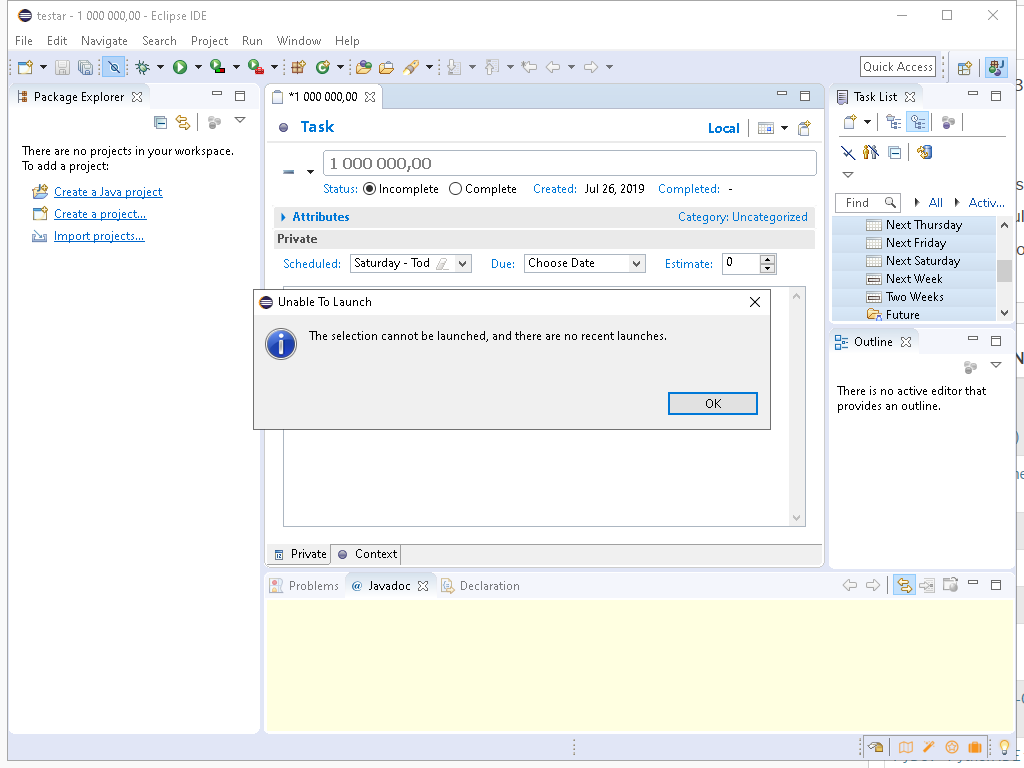 testar - 1 000 000,00 - Eclipse IDE
File Edit Navigate Search Project Run Window Help
Quick Access
Package Explorer
There are no projects in your workspace.
To add a project:
Create a Java project
Create a project...
Import projects...
*1 000 000,00
Task
Local
1 000 000,00
Status: Incomplete Complete Created: Jul 26, 2019 Completed: -
Attributes Category: Uncategorized
Private
Scheduled: Saturday - Tod Due: Choose Date Estimate: 0
Unable To Launch
The selection cannot be launched, and there are no recent launches.
OK
Private Context
Problems @ Javadoc Declaration
Task List
Find All Activ...
Next Thursday
Next Friday
Next Saturday
Next Week
Two Weeks
Future
Outline
There is no active editor that
provides an outline.